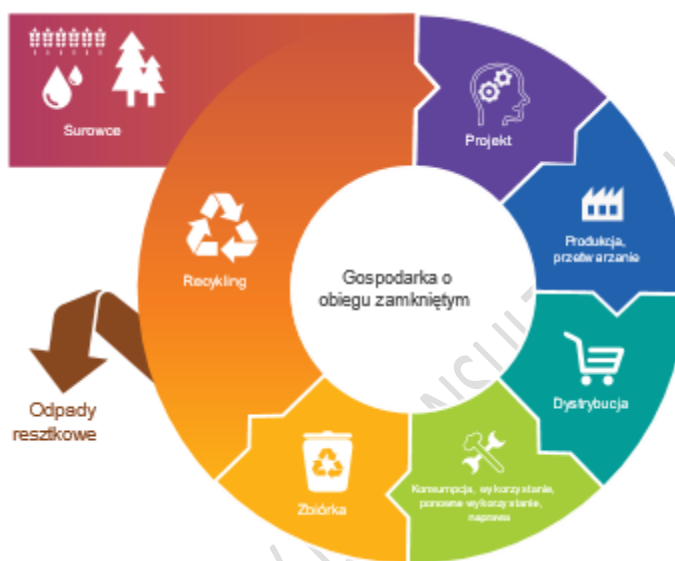 Surowce
Projekt
Produkcja,
przetwarzanie
Recykling
Gospodarka o
obiegu zamkniętym
Dystrybucja
Odpady
resztkowe
Konsumpcja, wykorzystanie,
ponowne wykorzystanie,
naprawa
Zbiórka